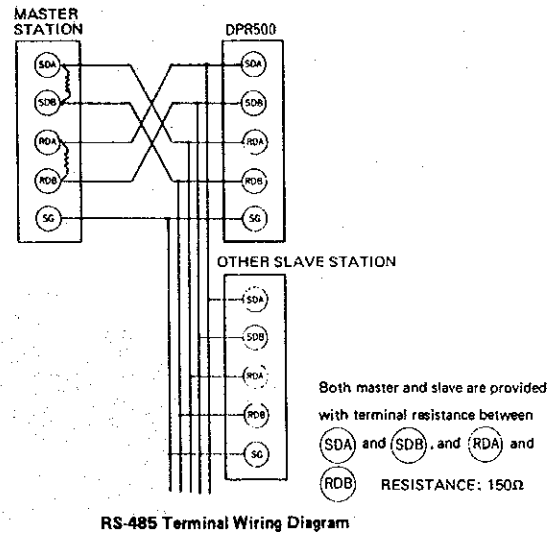 MASTER
STATION
DPR500
SDA
SDB
RDA
RDB
SG
SDA
SDB
RDA
RDB
SG
OTHER SLAVE STATION
SDA
SDB
RDA
RDB
SG
Both master and slave are provided
with terminal resistance between
SDA and SDB, and RDA and
RDB RESISTANCE: 150Ω
RS-485 Terminal Wiring Diagram